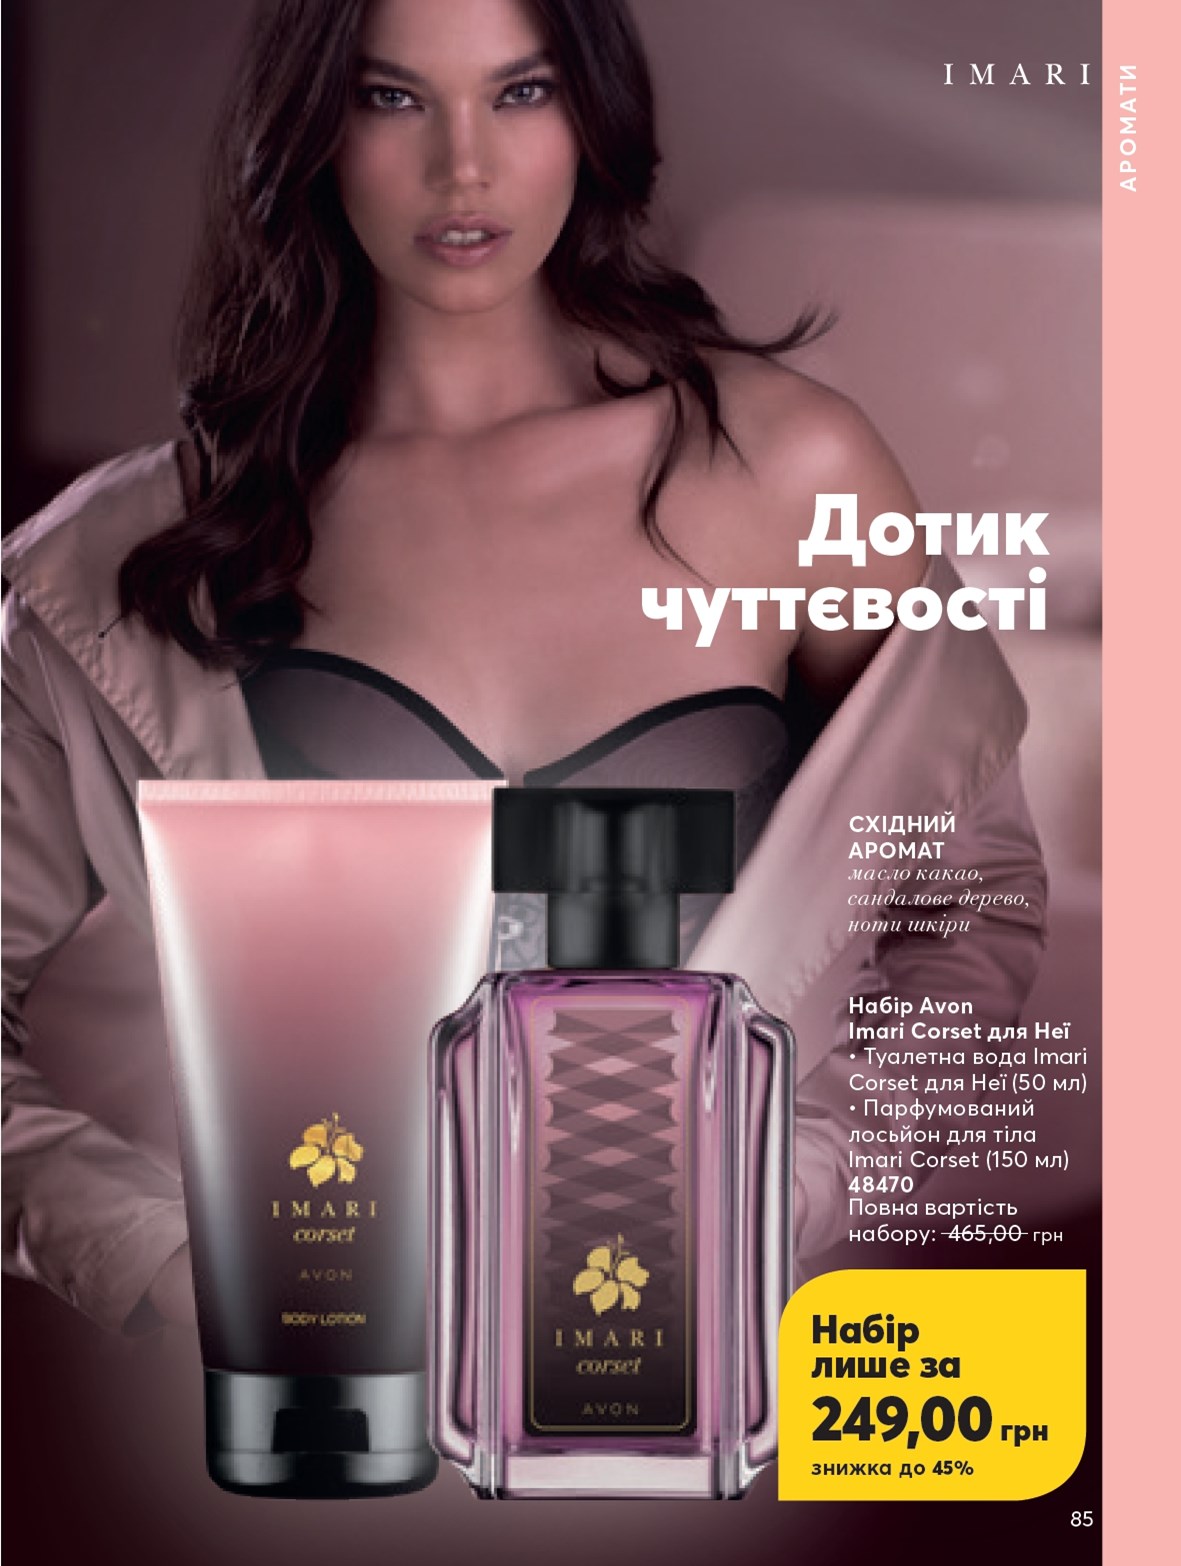 IMARI
АРОМАТИ
Дотик
чуттєвості
СХІДНИЙ
АРОМАТ
масло какао,
сандалове дерево,
ноти шкіри
Набір Avon
Imari Corset для Неї
• Туалетна вода Imari
Corset для Неї (50 мл)
• Парфумований
лосьйон для тіла
Imari Corset (150 мл)
48470
Повна вартість
набору: 465,00 грн
IMARI
corset
AVON
BODY LOTION
IMARI
corset
AVON
Набір
лише за
249,00 грн
знижка до 45%
85